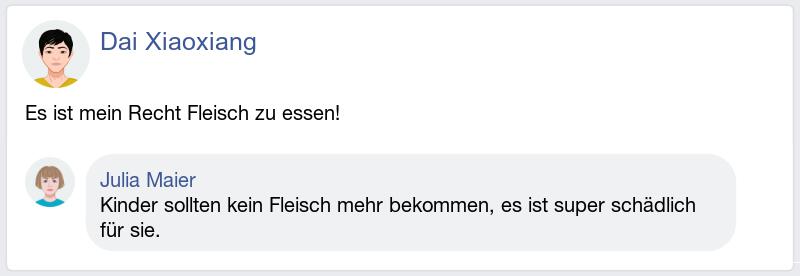 Dai Xiaoxiang
Es ist mein Recht Fleisch zu essen!
Julia Maier
Kinder sollten kein Fleisch mehr bekommen, es ist super schädlich
für sie.